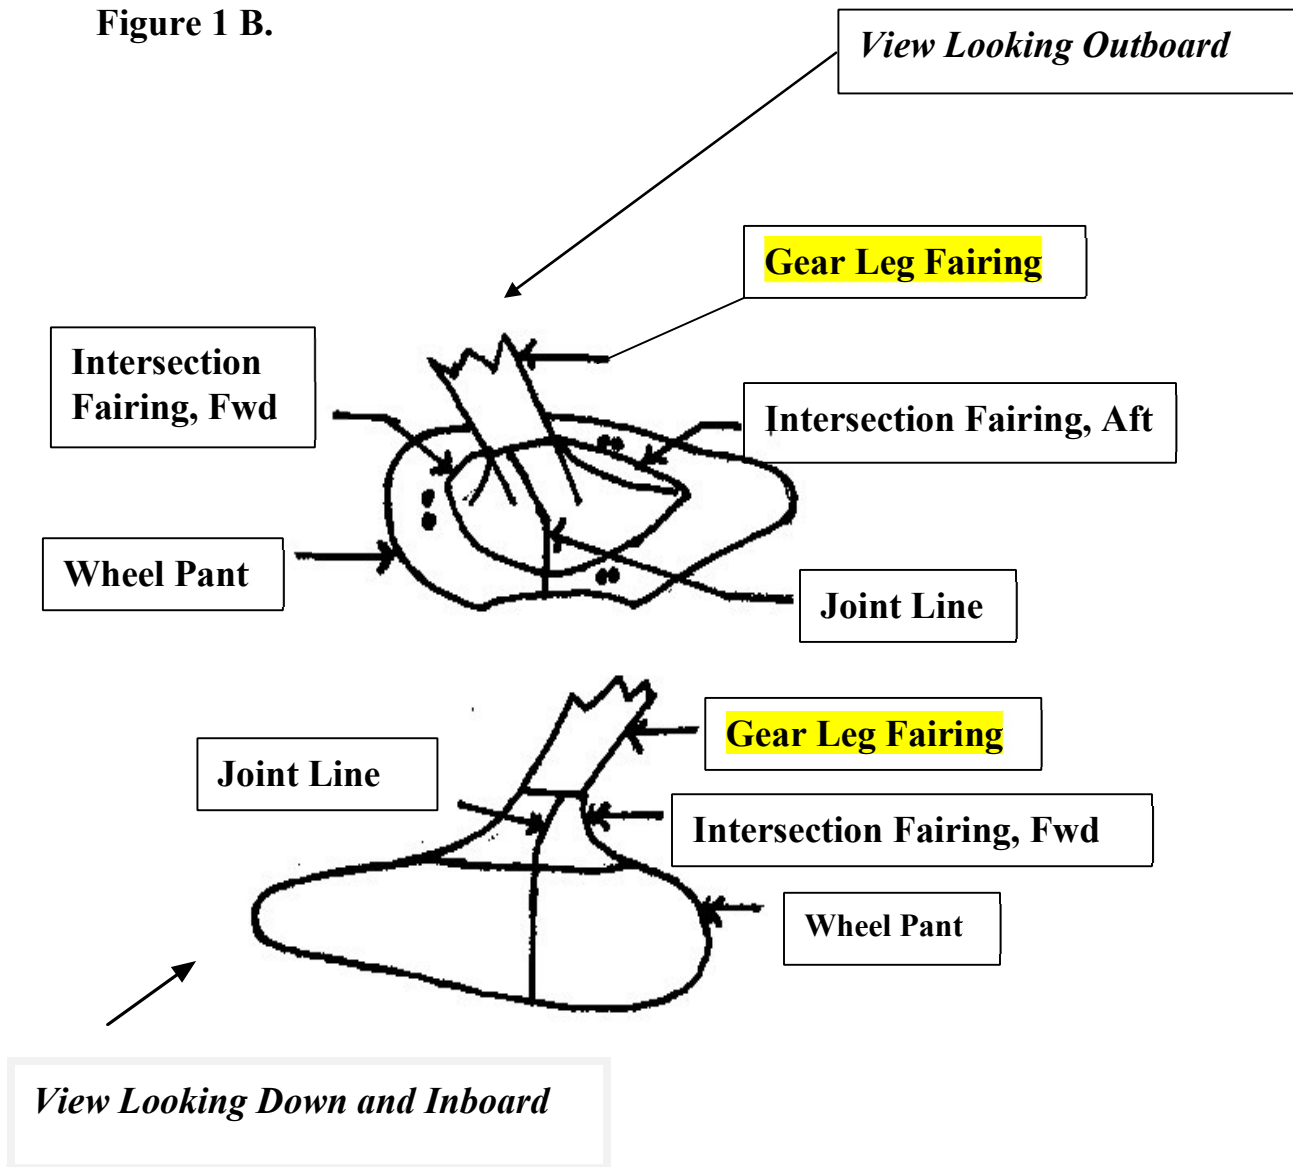 Figure 1 B.
View Looking Outboard
Gear Leg Fairing
Intersection
Fairing, Fwd
Intersection Fairing, Aft
Wheel Pant
Joint Line
Gear Leg Fairing
Joint Line
Intersection Fairing, Fwd
Wheel Pant
View Looking Down and Inboard